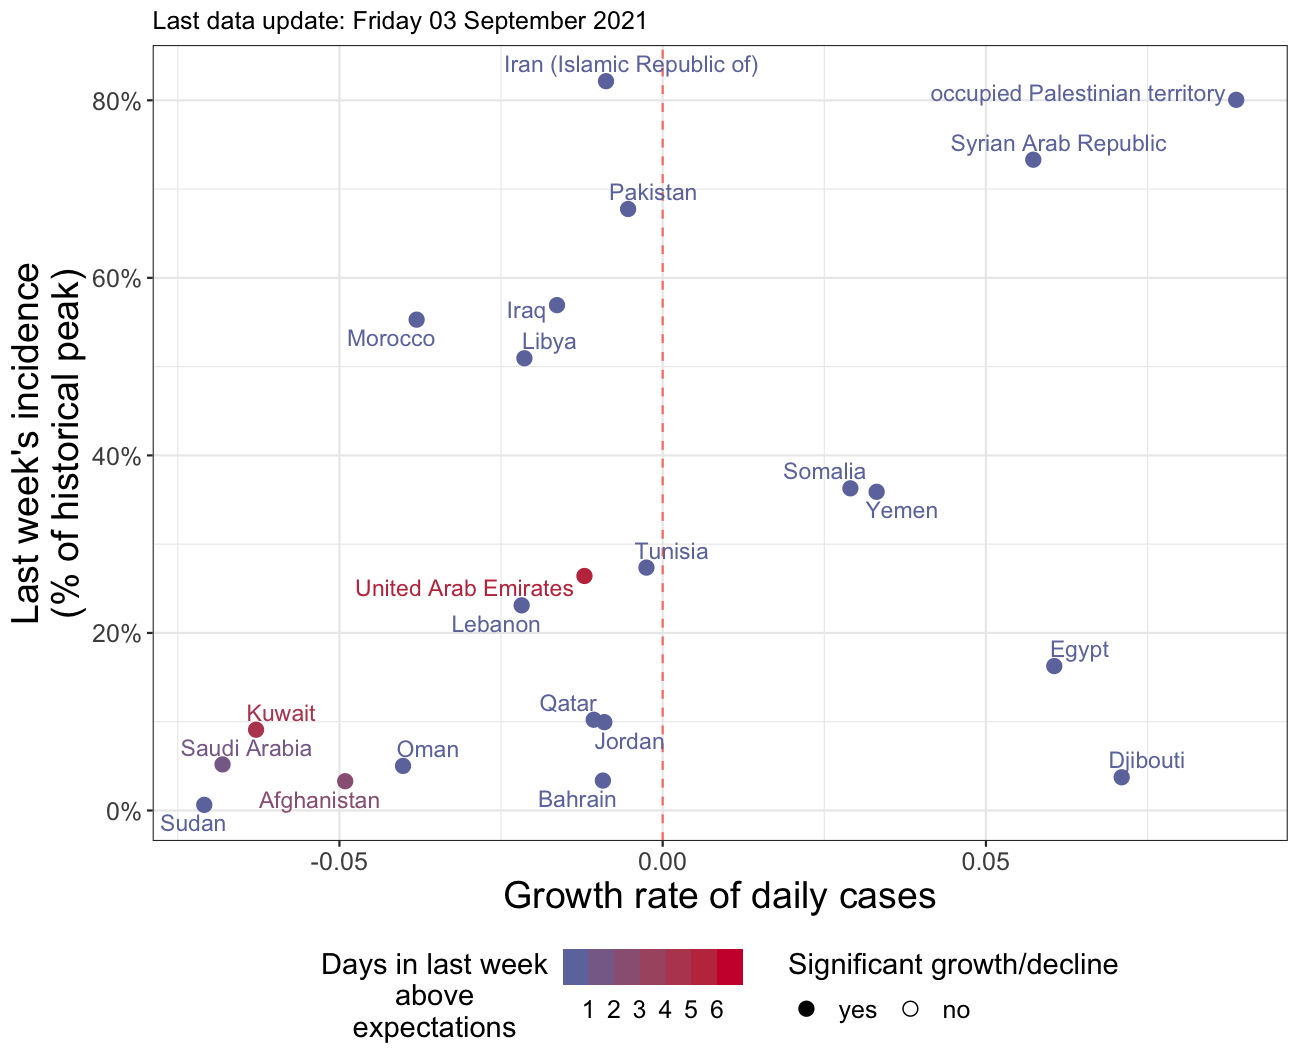 Last data update: Friday 03 September 2021
Iran (Islamic Republic of)
occupied Palestinian territory
Syrian Arab Republic
Pakistan
Iraq
Morocco
Libya
Somalia
Yemen
Tunisia
United Arab Emirates
Lebanon
Egypt
Qatar
Kuwait
Jordan
Saudi Arabia
Oman
Djibouti
Afghanistan
Bahrain
Sudan
80%
60%
40%
20%
0%
Last week's incidence
(% of historical peak)
-0.05 0.00 0.05
Growth rate of daily cases
Days in last week
above
expectations
1 2 3 4 5 6
Significant growth/decline
yes no